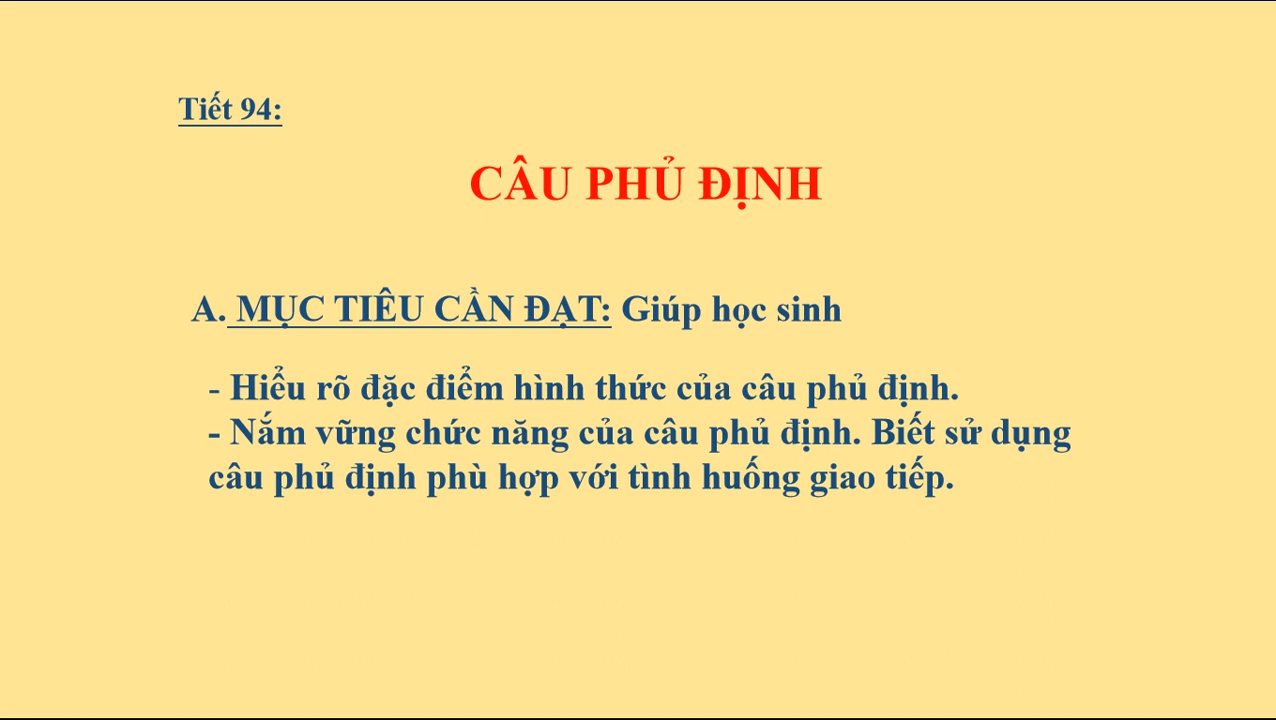 Tiết 94:
CÂU PHỦ ĐỊNH
A. MỤC TIÊU CẦN ĐẠT: Giúp học sinh
- Hiểu rõ đặc điểm hình thức của câu phủ định.
- Nắm vững chức năng của câu phủ định. Biết sử dụng
câu phủ định phù hợp với tình huống giao tiếp.